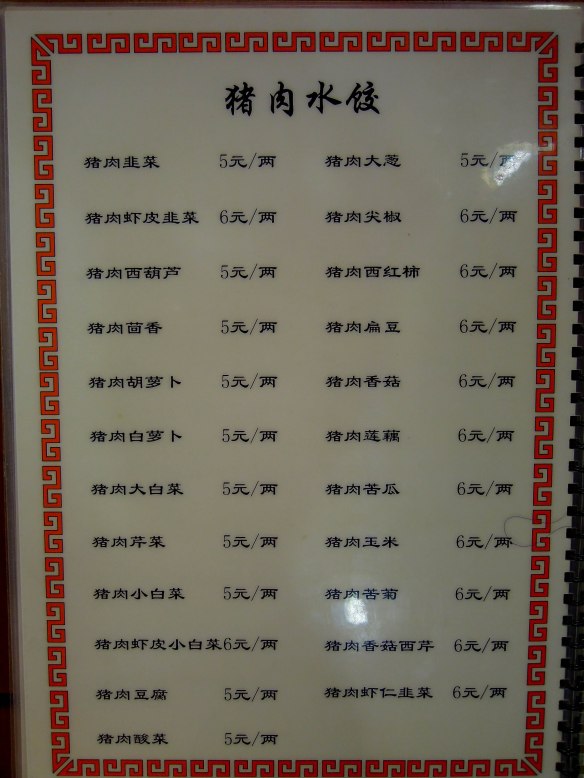 猪肉水饺
猪肉韭菜 5元/两 猪肉大葱 5元/两
猪肉虾皮韭菜 6元/两 猪肉尖椒 6元/两
猪肉西葫芦 5元/两 猪肉西红柿 6元/两
猪肉茴香 5元/两 猪肉扁豆 6元/两
猪肉胡萝卜 5元/两 猪肉香菇 6元/两
猪肉白萝卜 5元/两 猪肉莲藕 6元/两
猪肉大白菜 5元/两 猪肉苦瓜 6元/两
猪肉芹菜 5元/两 猪肉玉米 6元/两
猪肉小白菜 5元/两 猪肉苦菊 6元/两
猪肉虾皮小白菜6元/两 猪肉香菇西芹 6元/两
猪肉豆腐 5元/两 猪肉虾仁韭菜 6元/两
猪肉酸菜 5元/两